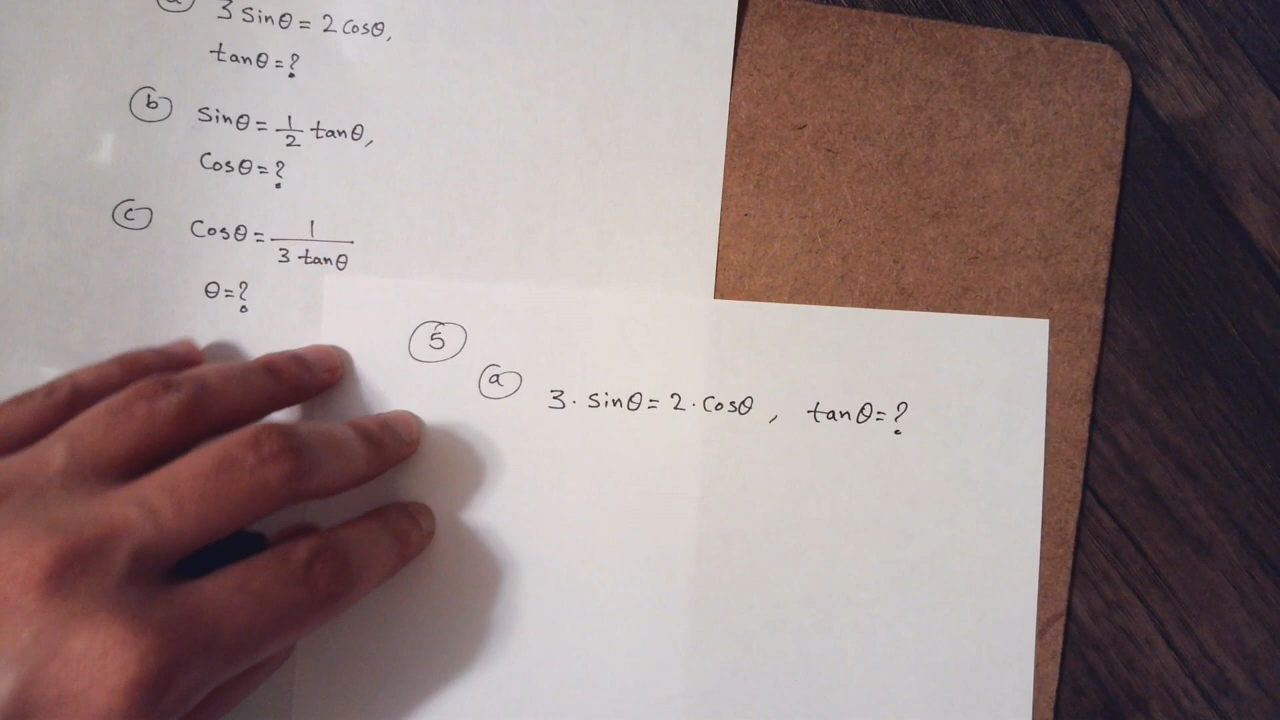 a 3 sinθ = 2 cosθ,
tanθ = ?
b sinθ = 1/2 tanθ,
cosθ = ?
c cosθ = 1/(3 tanθ)
θ = ?
5
a 3 · sinθ = 2 · cosθ , tanθ = ?